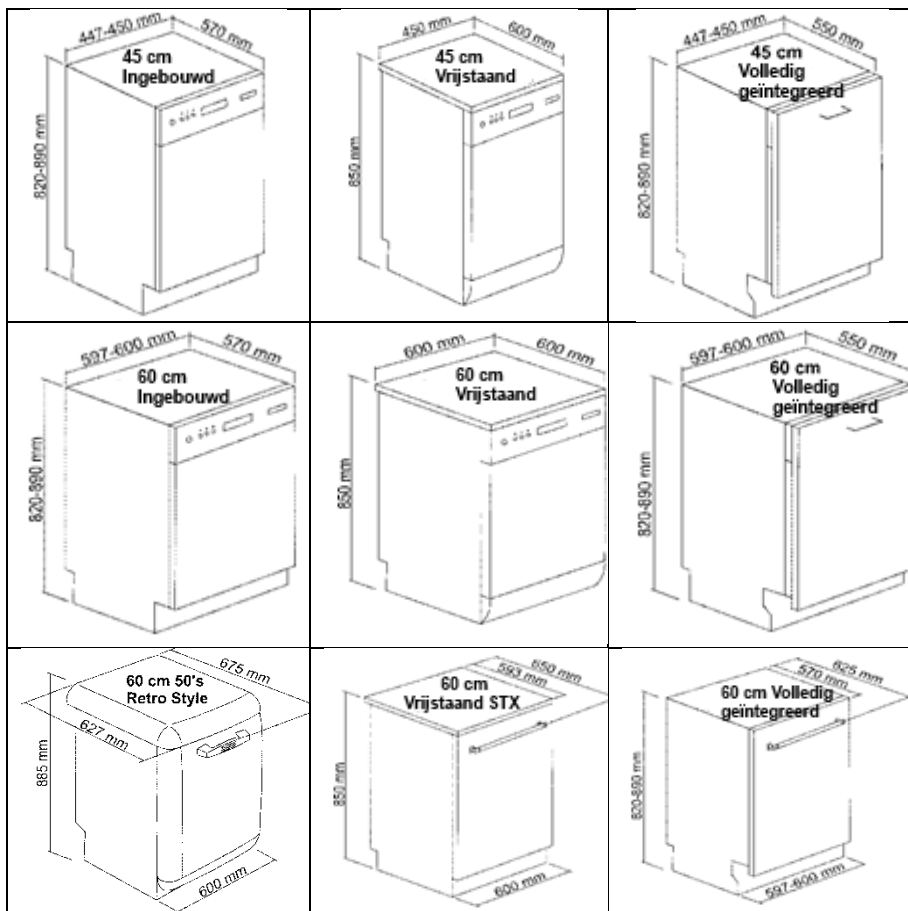 447-450 mm
570 mm
45 cm
Ingebouwd
820-890 mm
450 mm
600 mm
45 cm
Vrijstaand
850 mm
447-450 mm
550 mm
45 cm
Volledig
geïntegreerd
820-890 mm
597-600 mm
570 mm
60 cm
Ingebouwd
820-890 mm
600 mm
600 mm
60 cm
Vrijstaand
850 mm
597-600 mm
550 mm
60 cm
Volledig
geïntegreerd
820-890 mm
675 mm
60 cm 50's
Retro Style
627 mm
885 mm
600 mm
650 mm
593 mm
60 cm
Vrijstaand STX
850 mm
600 mm
625 mm
570 mm
60 cm Volledig
geïntegreerd
820-890 mm
597-600 mm